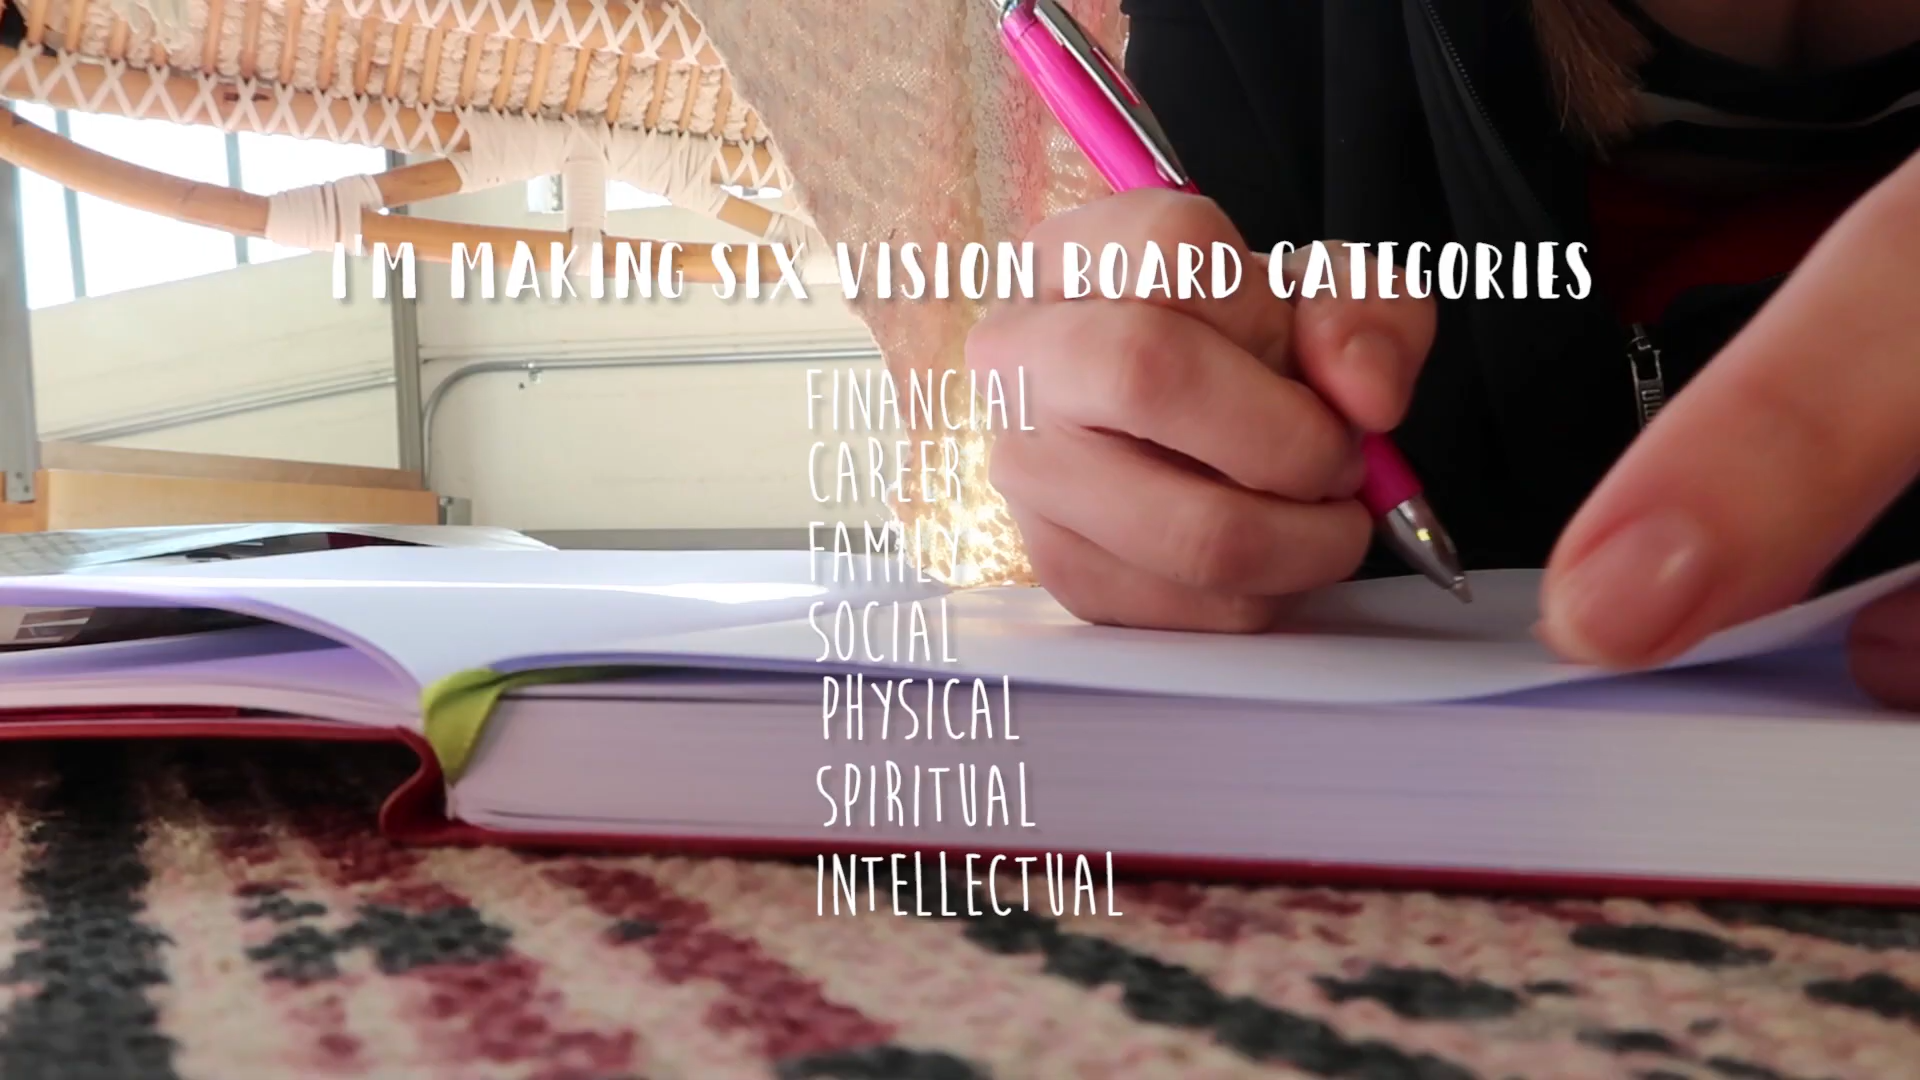 I'M MAKING SIX VISION BOARD CATEGORIES
FINANCIAL
CAREER
FAMILY
SOCIAL
PHYSICAL
SPIRITUAL
INTELLECTUAL